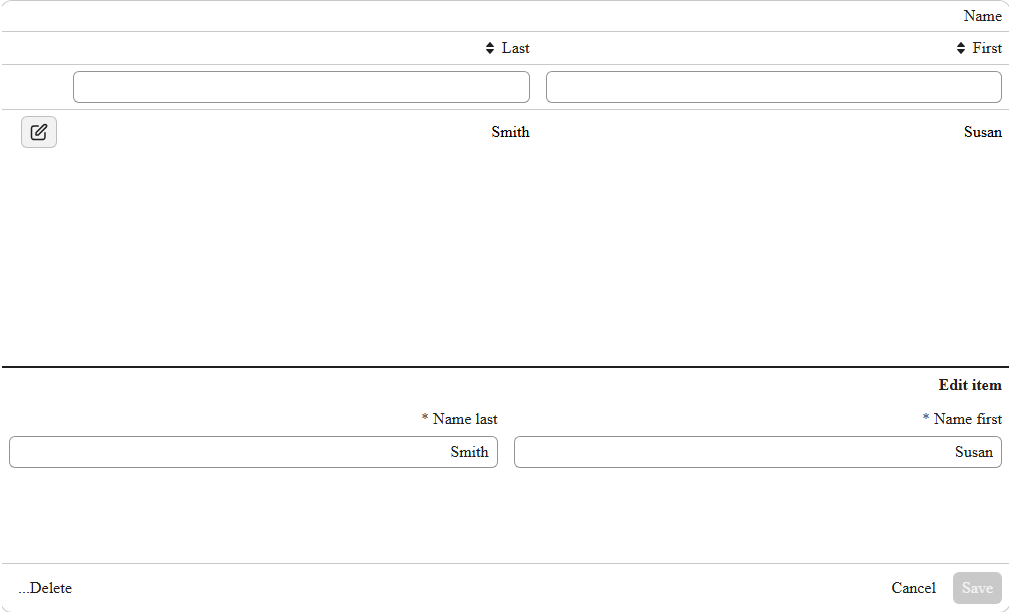 Name
First Last
Susan Smith
Edit item
* Name first * Name last
Susan Smith
Save Cancel ...Delete